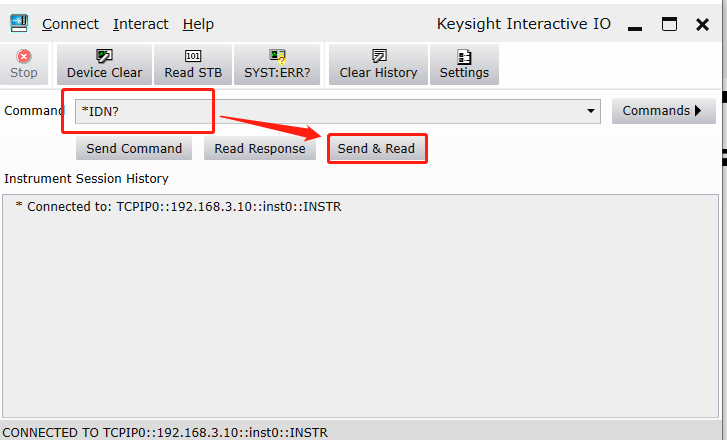 Connect Interact Help Keysight Interactive IO
Stop Device Clear Read STB SYST:ERR? Clear History Settings
Command *IDN? Commands
Send Command Read Response Send & Read
Instrument Session History
* Connected to: TCPIP0::192.168.3.10::inst0::INSTR
CONNECTED TO TCPIP0::192.168.3.10::inst0::INSTR